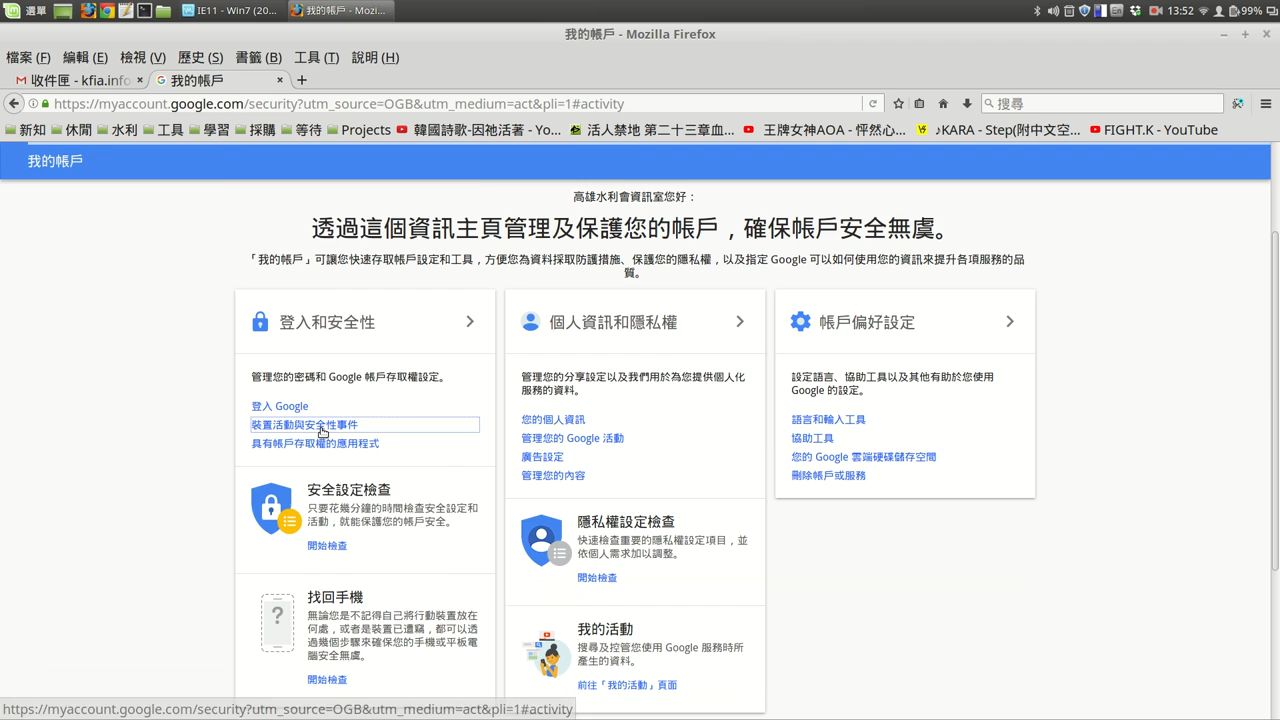 選單
IE11 - Win7 (20...
我的帳戶 - Mozi...
En
13:52
99%
我的帳戶 - Mozilla Firefox
檔案 (F) 編輯 (E) 檢視 (V) 歷史 (S) 書籤 (B) 工具 (T) 說明 (H)
收件匣 - kfia.info
我的帳戶
https://myaccount.google.com/security?utm_source=OGB&utm_medium=act&pli=1#activity
搜尋
新知 休閒 水利 工具 學習 採購 等待 Projects 韓國詩歌-因祂活著 - Yo... 活人禁地 第二十三章血... 王牌女神AOA - 怦然心... ♪KARA - Step(附中文空... FIGHT.K - YouTube
我的帳戶
高雄水利會資訊室您好：
透過這個資訊主頁管理及保護您的帳戶，確保帳戶安全無虞。
「我的帳戶」可讓您快速存取帳戶設定和工具，方便您為資料採取防護措施、保護您的隱私權，以及指定 Google 可以如何使用您的資訊來提升各項服務的品
質。
登入和安全性
管理您的密碼和 Google 帳戶存取權設定。
登入 Google
裝置活動與安全性事件
具有帳戶存取權的應用程式
安全設定檢查
只要花幾分鐘的時間檢查安全設定和
活動，就能保護您的帳戶安全。
開始檢查
找回手機
無論您是不記得自己將行動裝置放在
何處，或者是裝置已遭竊，都可以透
過幾個步驟來確保您的手機或平板電
腦安全無虞。
開始檢查
個人資訊和隱私權
管理您的分享設定以及我們用於為您提供個人化
服務的資料。
您的個人資訊
管理您的 Google 活動
廣告設定
管理您的內容
隱私權設定檢查
快速檢查重要的隱私權設定項目，並
依個人需求加以調整。
開始檢查
我的活動
搜尋及控管您使用 Google 服務時所
產生的資料。
前往「我的活動」頁面
帳戶偏好設定
設定語言、協助工具以及其他有助於您使用
Google 的設定。
語言和輸入工具
協助工具
您的 Google 雲端硬碟儲存空間
刪除帳戶或服務
https://myaccount.google.com/security?utm_source=OGB&utm_medium=act&pli=1#activity